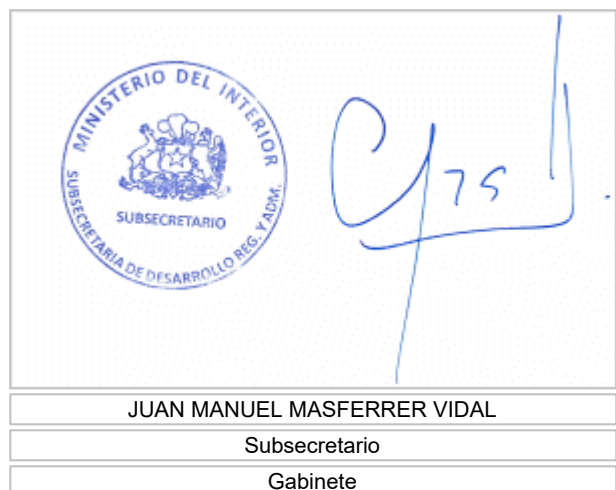 MINISTERIO DEL INTERIOR
SUBSECRETARIO
SUBSECRETARIA DE DESARROLLO REG. Y ADM.
JUAN MANUEL MASFERRER VIDAL
Subsecretario
Gabinete